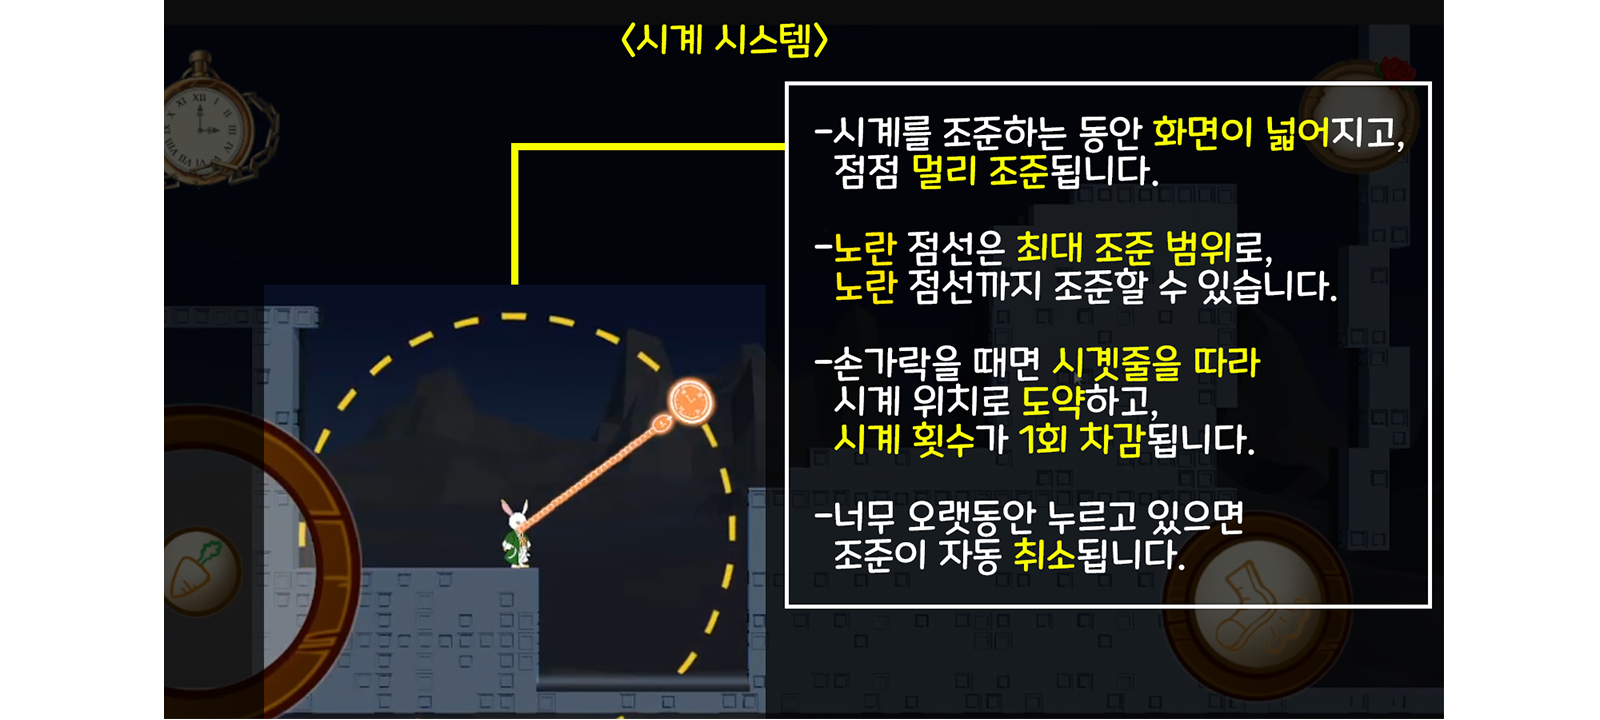 <시계 시스템>
-시계를 조준하는 동안 화면이 넓어지고,
점점 멀리 조준됩니다.
-노란 점선은 최대 조준 범위로,
노란 점선까지 조준할 수 있습니다.
-손가락을 때면 시곗줄을 따라
시계 위치로 도약하고,
시계 횟수가 1회 차감됩니다.
-너무 오랫동안 누르고 있으면
조준이 자동 취소됩니다.